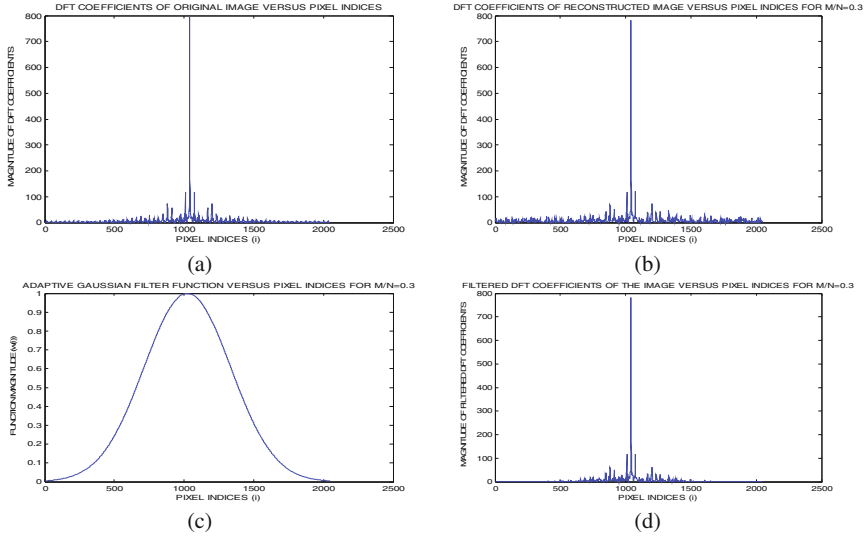 DFT COEFFICIENTS OF ORIGINAL IMAGE VERSUS PIXEL INDICES
800
700
600
500
400
300
200
100
0
MAGNITUDE OF DFT COEFFICIENTS
0 500 1000 1500 2000 2500
PIXEL INDICES (i)
(a)
DFT COEFFICIENTS OF RECONSTRUCTED IMAGE VERSUS PIXEL INDICES FOR M/N=0.3
800
700
600
500
400
300
200
100
0
MAGNITUDE OF DFT COEFFICIENTS
0 500 1000 1500 2000 2500
PIXEL INDICES (i)
(b)
ADAPTIVE GAUSSIAN FILTER FUNCTION VERSUS PIXEL INDICES FOR M/N=0.3
1
0.9
0.8
0.7
0.6
0.5
0.4
0.3
0.2
0.1
0
FUNCTION MAGNITUDE (w(i))
0 500 1000 1500 2000 2500
PIXEL INDICES (i)
(c)
FILTERED DFT COEFFICIENTS OF THE IMAGE VERSUS PIXEL INDICES FOR M/N=0.3
800
700
600
500
400
300
200
100
0
MAGNITUDE OF FILTERED DFT COEFFICIENTS
0 500 1000 1500 2000 2500
PIXEL INDICES (i)
(d)